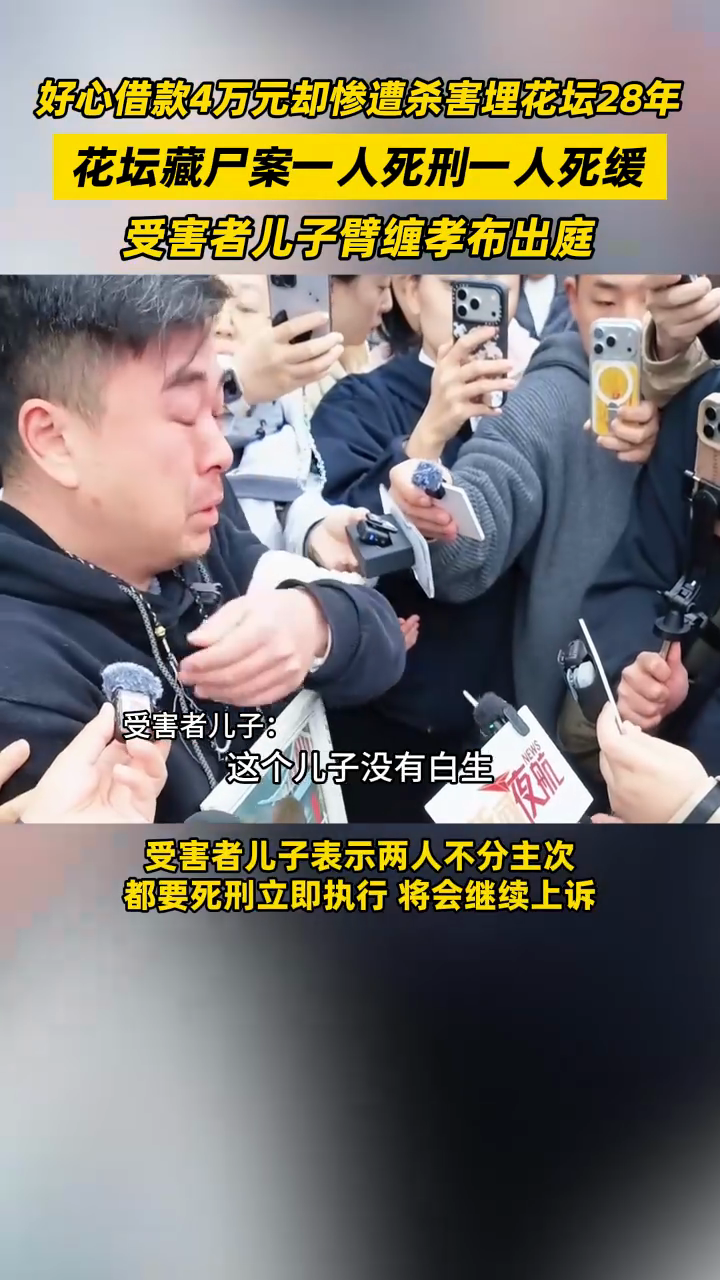 好心借款4万元却惨遭杀害埋花坛28年
花坛藏尸案一人死刑一人死缓
受害者儿子臂缠孝布出庭
受害者儿子：
这个儿子没有白生
NEWS
夜航
受害者儿子表示两人不分主次
都要死刑立即执行 将会继续上诉